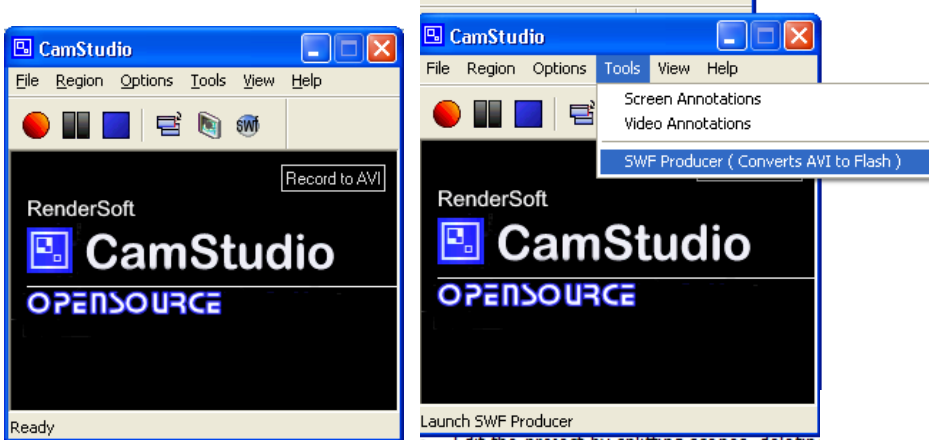 CamStudio
File Region Options Tools View Help
SWf
Record to AVI
RenderSoft
CamStudio
OPENSOURCE
Ready
CamStudio
File Region Options Tools View Help
Screen Annotations
Video Annotations
SWF Producer ( Converts AVI to Flash )
RenderSoft
CamStudio
OPENSOURCE
Launch SWF Producer